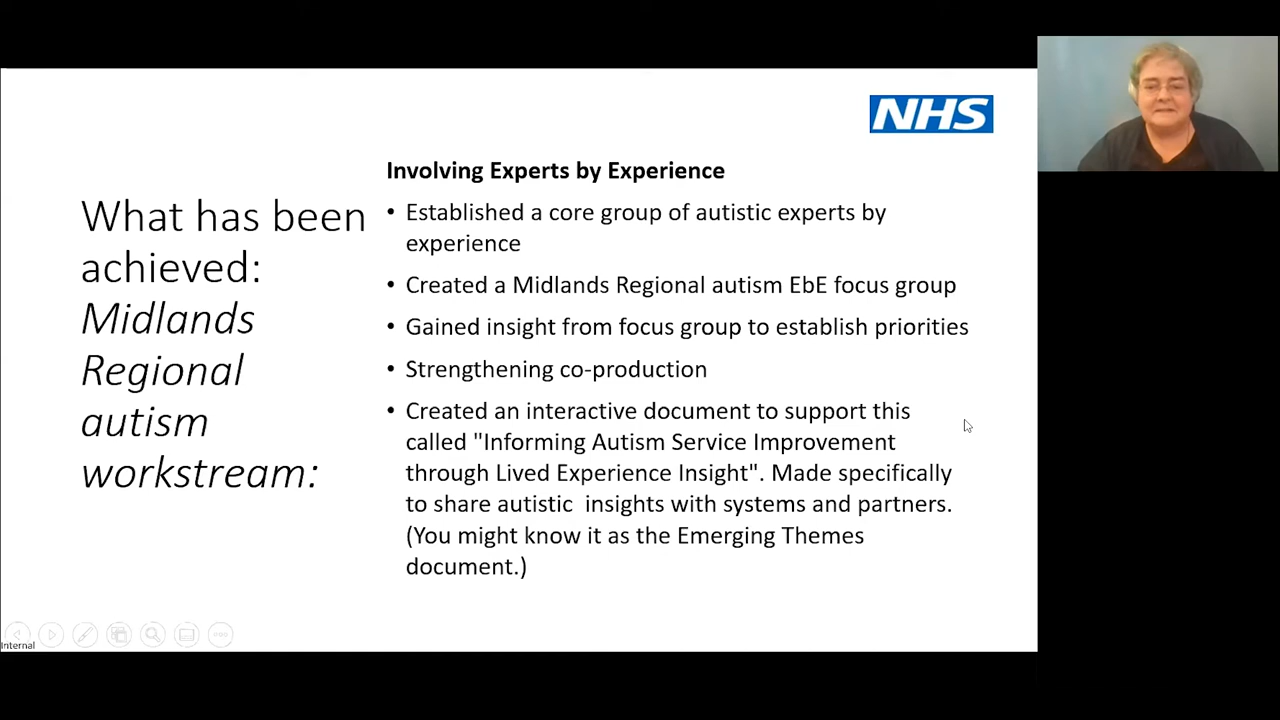 NHS
What has been
achieved:
Midlands
Regional
autism
workstream:
Involving Experts by Experience
• Established a core group of autistic experts by
experience
• Created a Midlands Regional autism EbE focus group
• Gained insight from focus group to establish priorities
• Strengthening co-production
• Created an interactive document to support this
called "Informing Autism Service Improvement
through Lived Experience Insight". Made specifically
to share autistic  insights with systems and partners.
(You might know it as the Emerging Themes
document.)
Internal